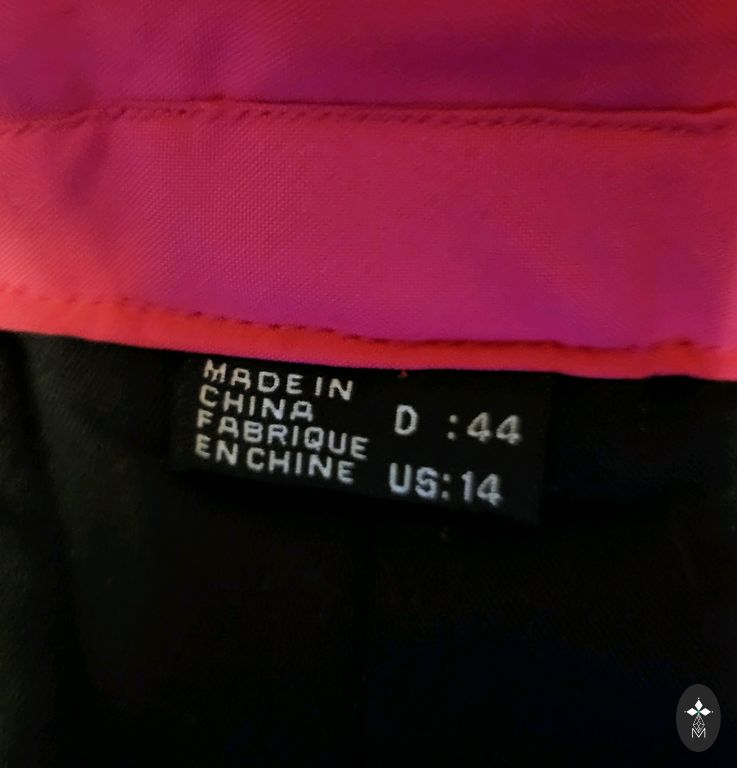 MADE IN
CHINA
FABRIQUE
EN CHINE
D :44
US:14
M